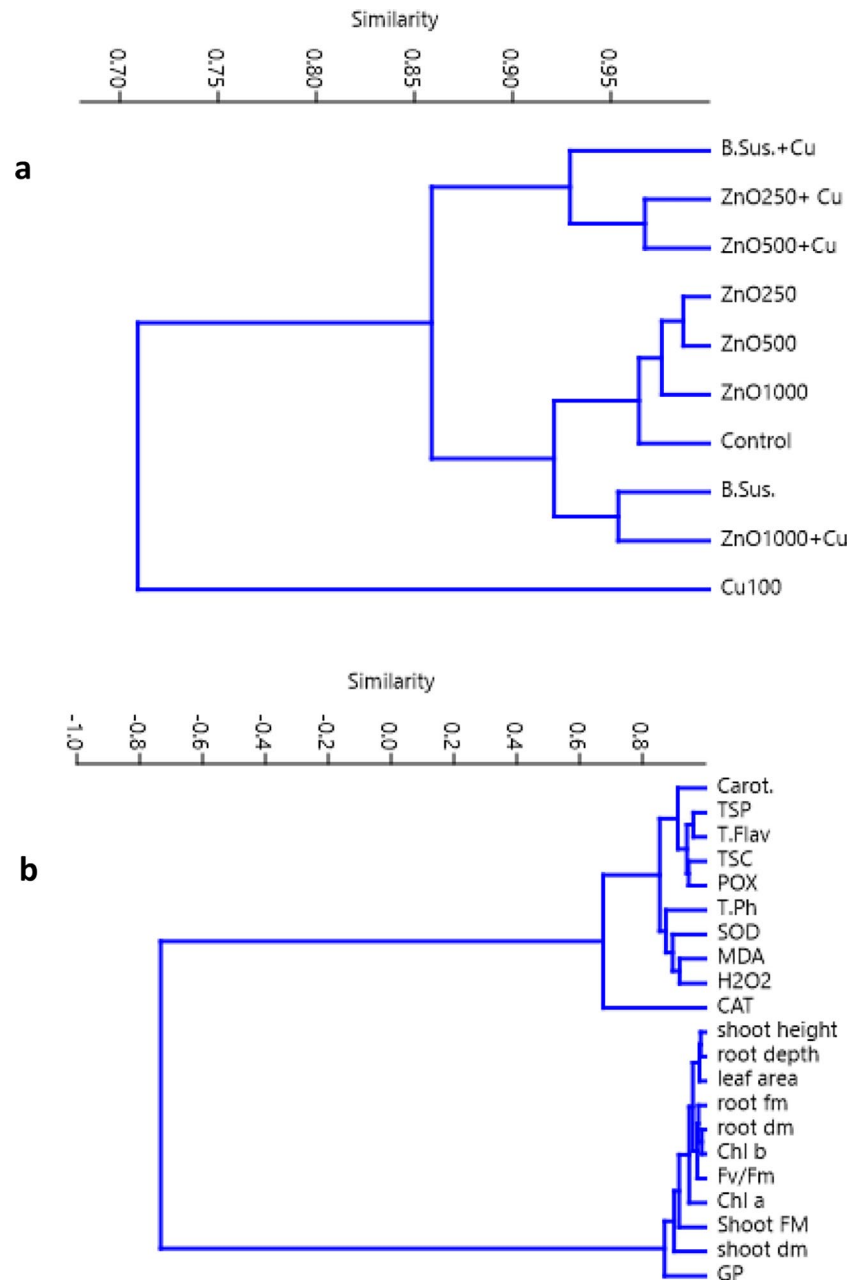 Similarity
0.70 0.75 0.80 0.85 0.90 0.95
a
B.Sus.+Cu
ZnO250+ Cu
ZnO500+Cu
ZnO250
ZnO500
ZnO1000
Control
B.Sus.
ZnO1000+Cu
Cu100
Similarity
-1.0 -0.8 -0.6 -0.4 -0.2 0.0 0.2 0.4 0.6 0.8
b
Carot.
TSP
T.Flav
TSC
POX
T.Ph
SOD
MDA
H2O2
CAT
shoot height
root depth
leaf area
root fm
root dm
Chl b
Fv/Fm
Chl a
Shoot FM
shoot dm
GP